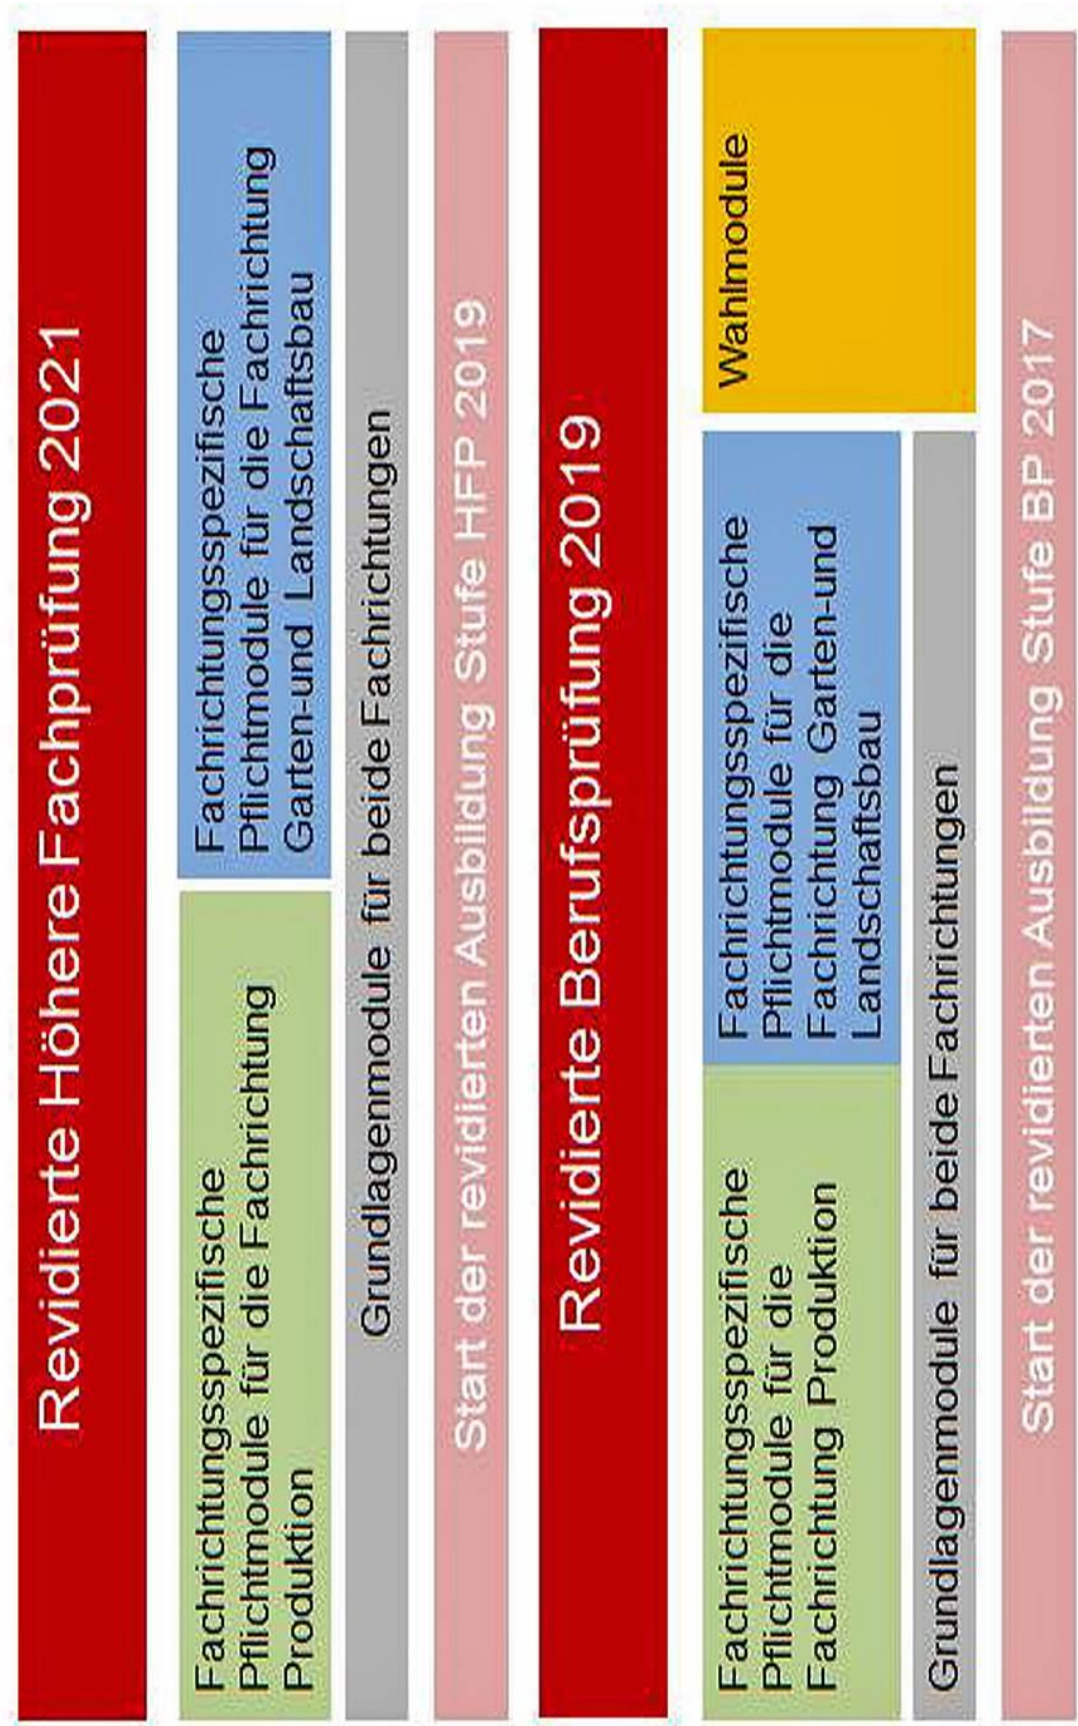 Revidierte Höhere Fachprüfung 2021
Fachrichtungsspezifische
Pflichtmodule für die Fachrichtung
Produktion
Fachrichtungsspezifische
Pflichtmodule für die Fachrichtung
Garten-und Landschaftsbau
Grundlagenmodule für beide Fachrichtungen
Start der revidierten Ausbildung Stufe HFP 2019
Revidierte Berufsprüfung 2019
Fachrichtungsspezifische
Pflichtmodule für die
Fachrichtung Produktion
Fachrichtungsspezifische
Pflichtmodule für die
Fachrichtung Garten-und
Landschaftsbau
Wahlmodule
Grundlagenmodule für beide Fachrichtungen
Start der revidierten Ausbildung Stufe BP 2017